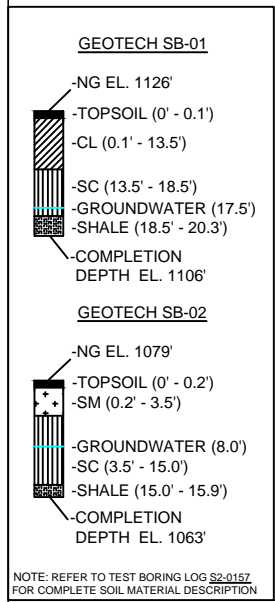 GEOTECH SB-01
-NG EL. 1126'
-TOPSOIL (0' - 0.1')
-CL (0.1' - 13.5')
-SC (13.5' - 18.5')
-GROUNDWATER (17.5')
-SHALE (18.5' - 20.3')
-COMPLETION
DEPTH EL. 1106'
GEOTECH SB-02
-NG EL. 1079'
-TOPSOIL (0' - 0.2')
-SM (0.2' - 3.5')
-GROUNDWATER (8.0')
-SC (3.5' - 15.0')
-SHALE (15.0' - 15.9')
-COMPLETION
DEPTH EL. 1063'
NOTE: REFER TO TEST BORING LOG S2-0157
FOR COMPLETE SOIL MATERIAL DESCRIPTION